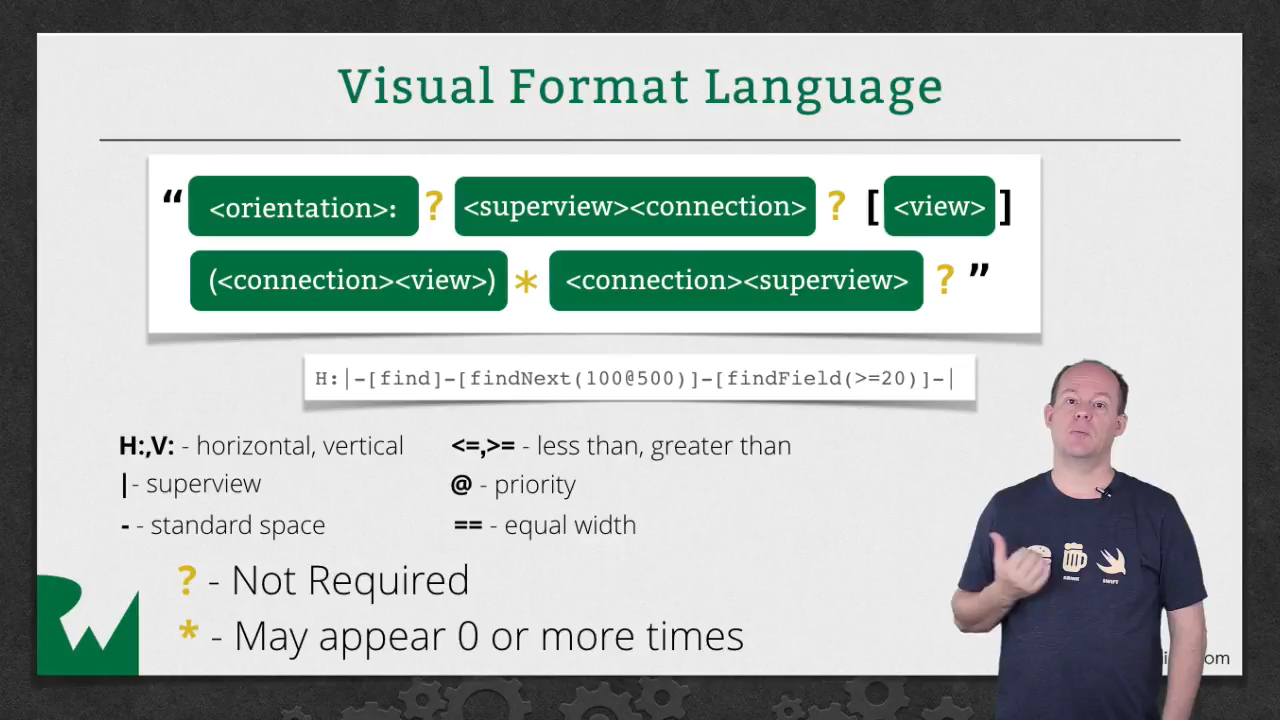 Visual Format Language
“ <orientation>: ? <superview><connection> ? [ <view> ]
(<connection><view>) * <connection><superview> ? ”
H:|-[find]-[findNext(100@500)]-[findField(>=20)]-|
H:,V: - horizontal, vertical
<=,>= - less than, greater than
| - superview
@ - priority
- - standard space
== - equal width
? - Not Required
* - May appear 0 or more times
SWIFT